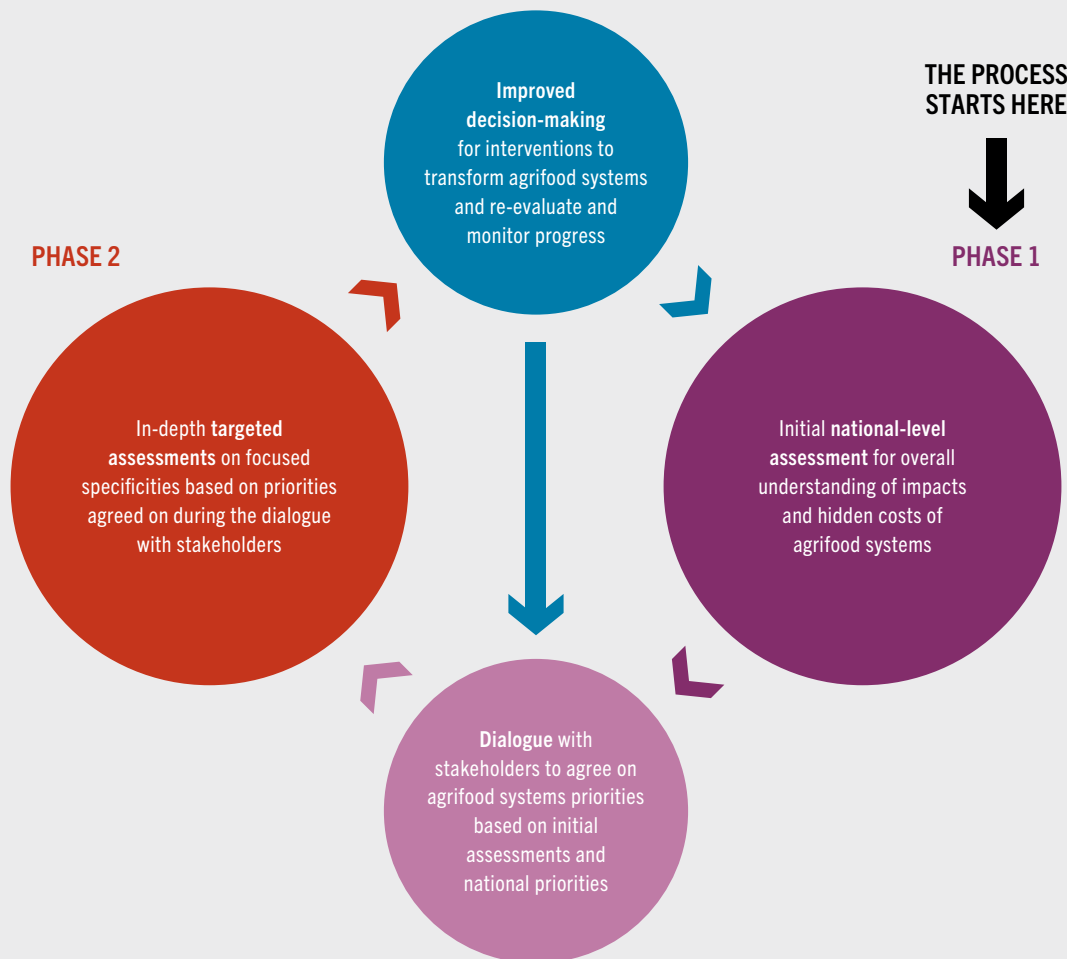 THE PROCESS
STARTS HERE
Improved
decision-making
for interventions to
transform agrifood systems
and re-evaluate and
monitor progress
PHASE 2
PHASE 1
In-depth targeted
assessments on focused
specificities based on priorities
agreed on during the dialogue
with stakeholders
Initial national-level
assessment for overall
understanding of impacts
and hidden costs of
agrifood systems
Dialogue with
stakeholders to agree on
agrifood systems priorities
based on initial
assessments and
national priorities